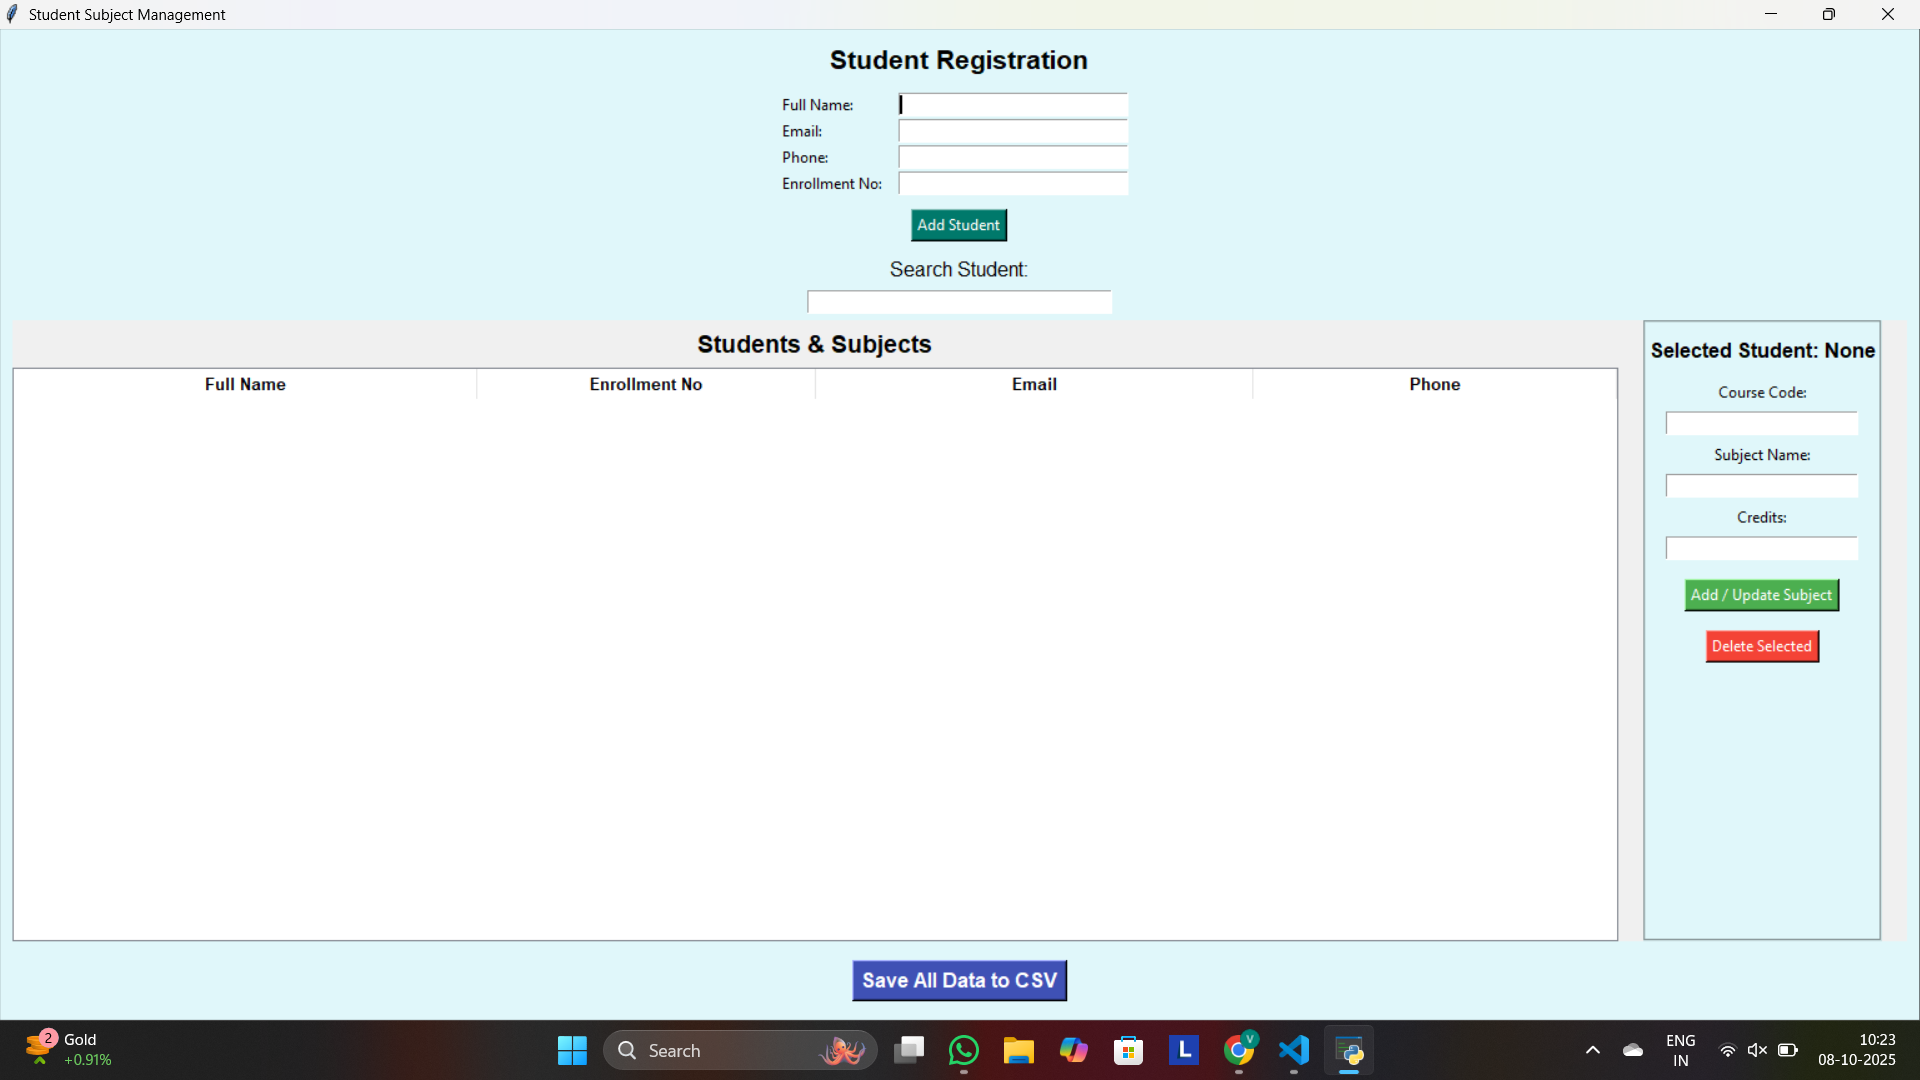 Student Subject Management
Student Registration
Full Name:
Email:
Phone:
Enrollment No:
Add Student
Search Student:
Students & Subjects
Full Name Enrollment No Email Phone
Selected Student: None
Course Code:
Subject Name:
Credits:
Add / Update Subject
Delete Selected
Save All Data to CSV
2 Gold
+0.91%
Search
L
V
ENG
IN
10:23
08-10-2025